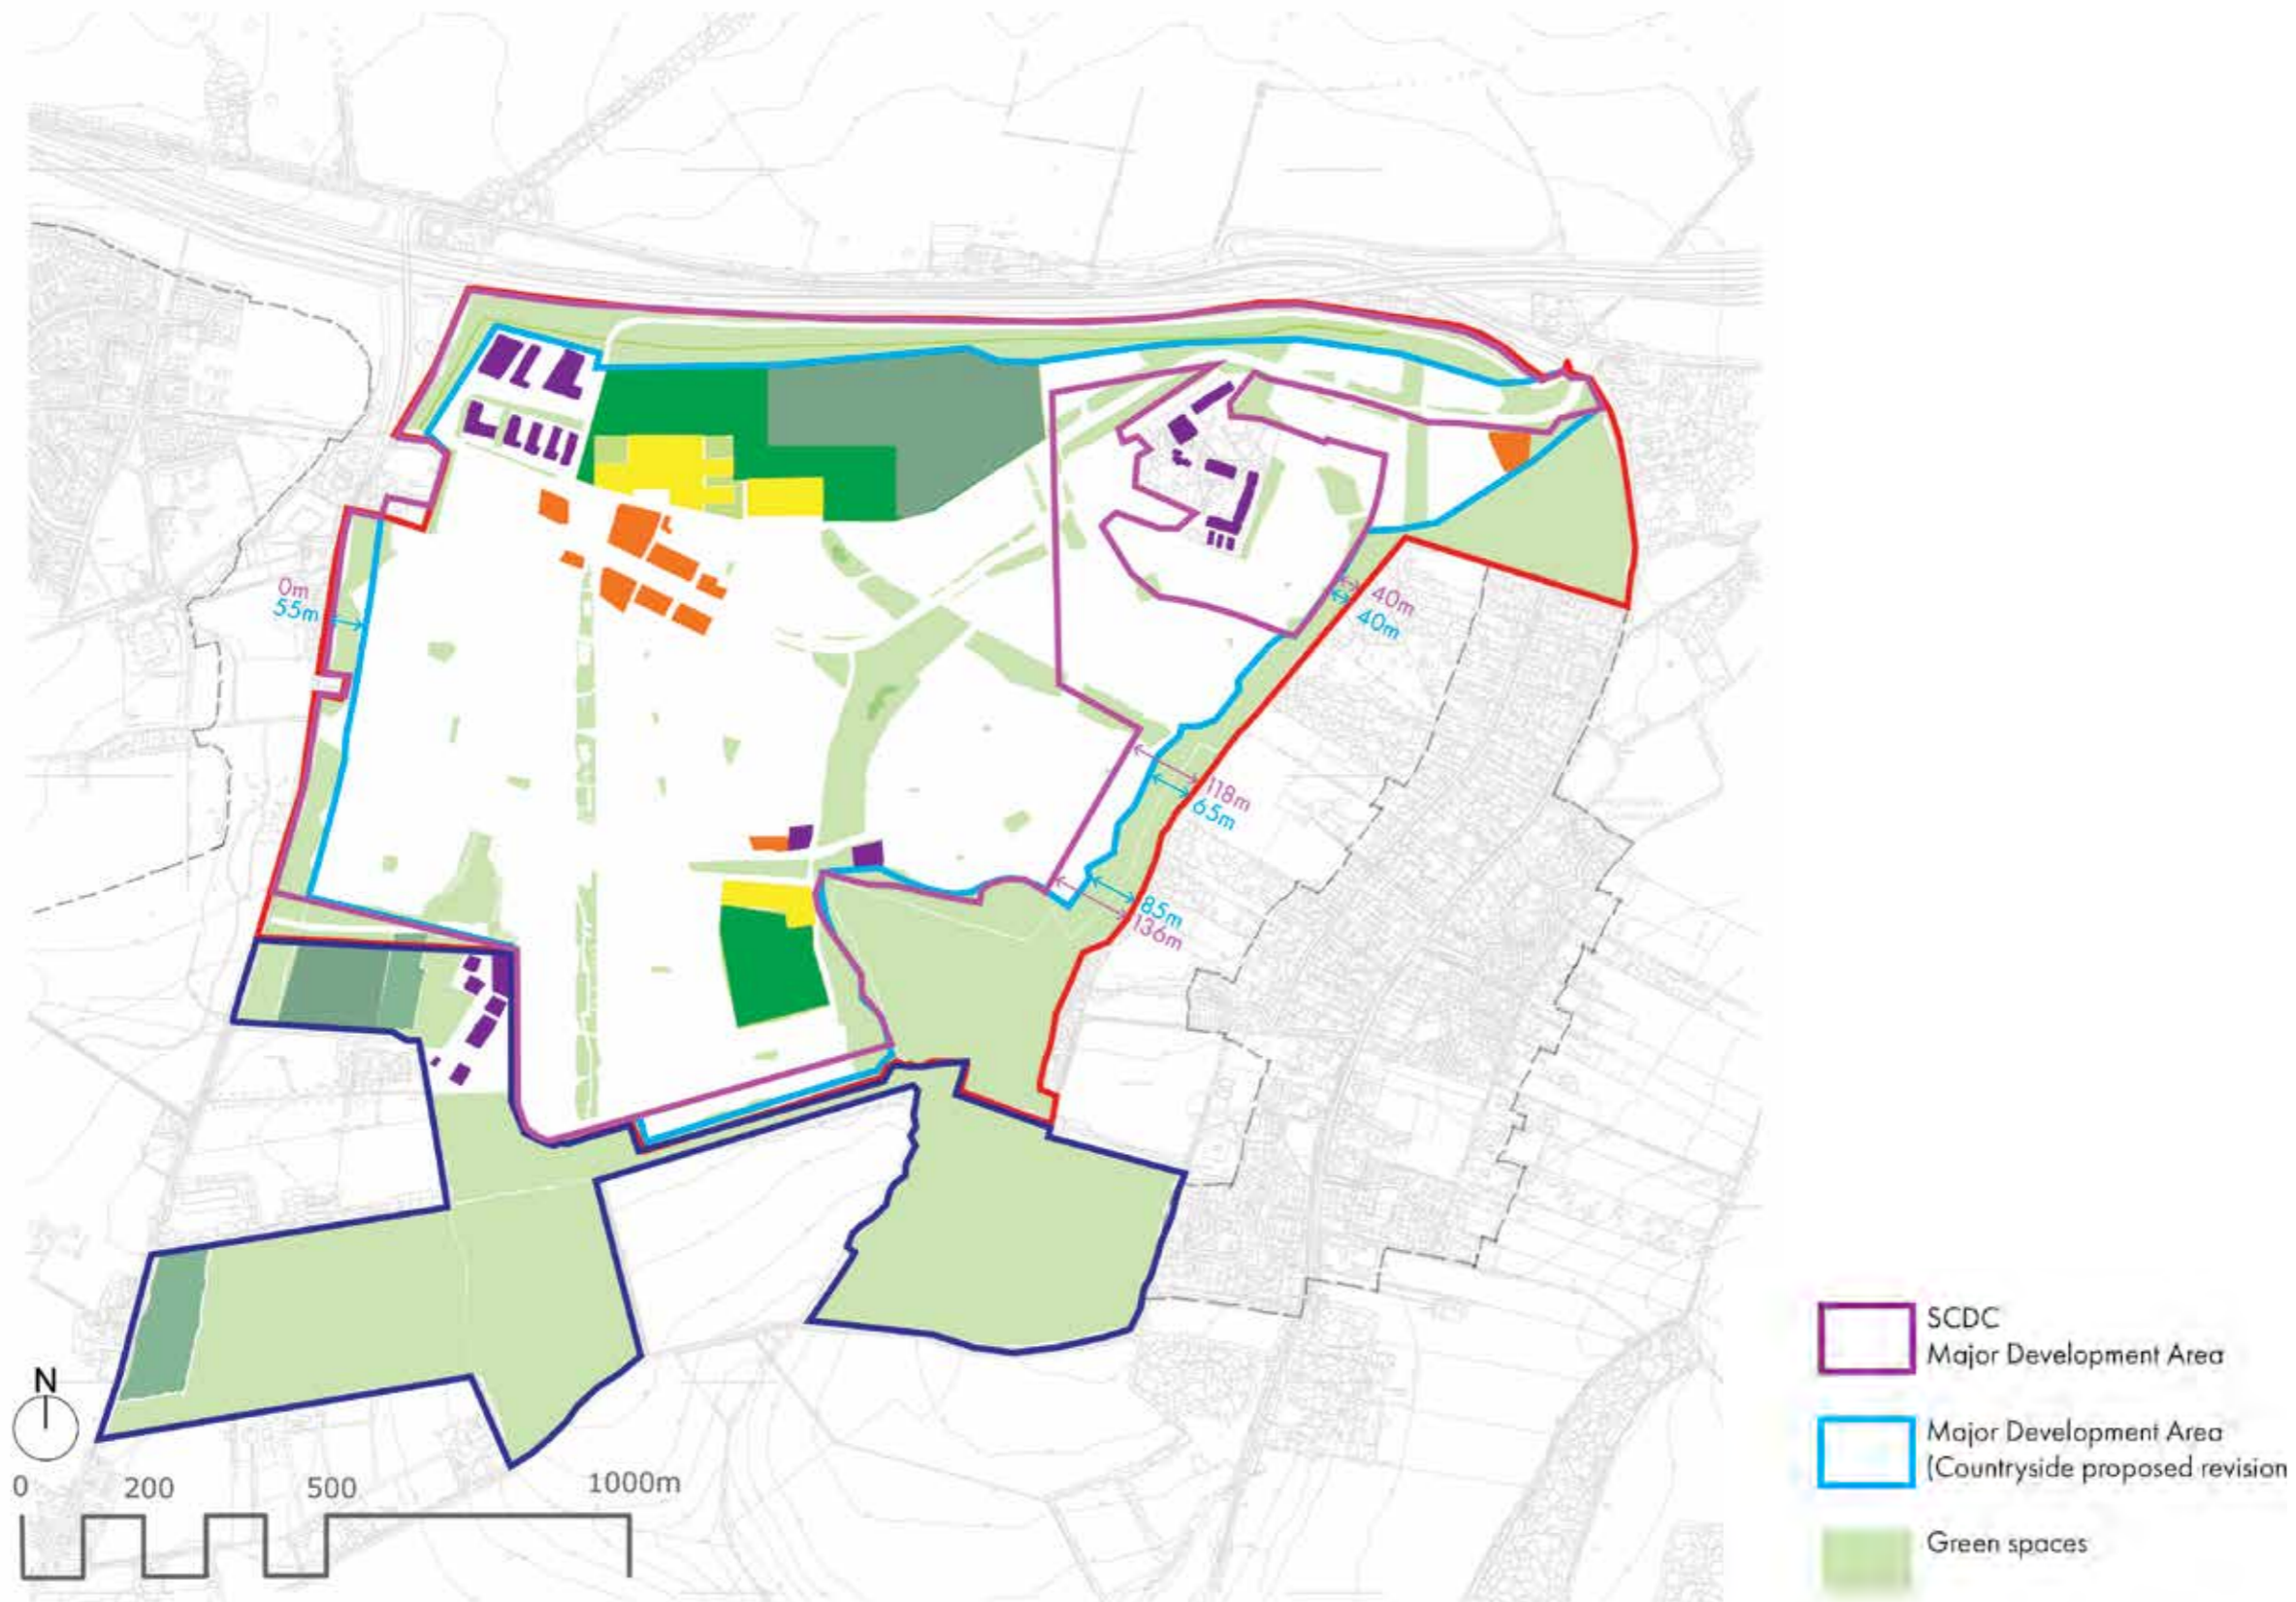 0m
55m
40m
40m
118m
65m
85m
136m
N
0 200 500 1000m
SCDC
Major Development Area
Major Development Area
(Countryside proposed revision
Green spaces